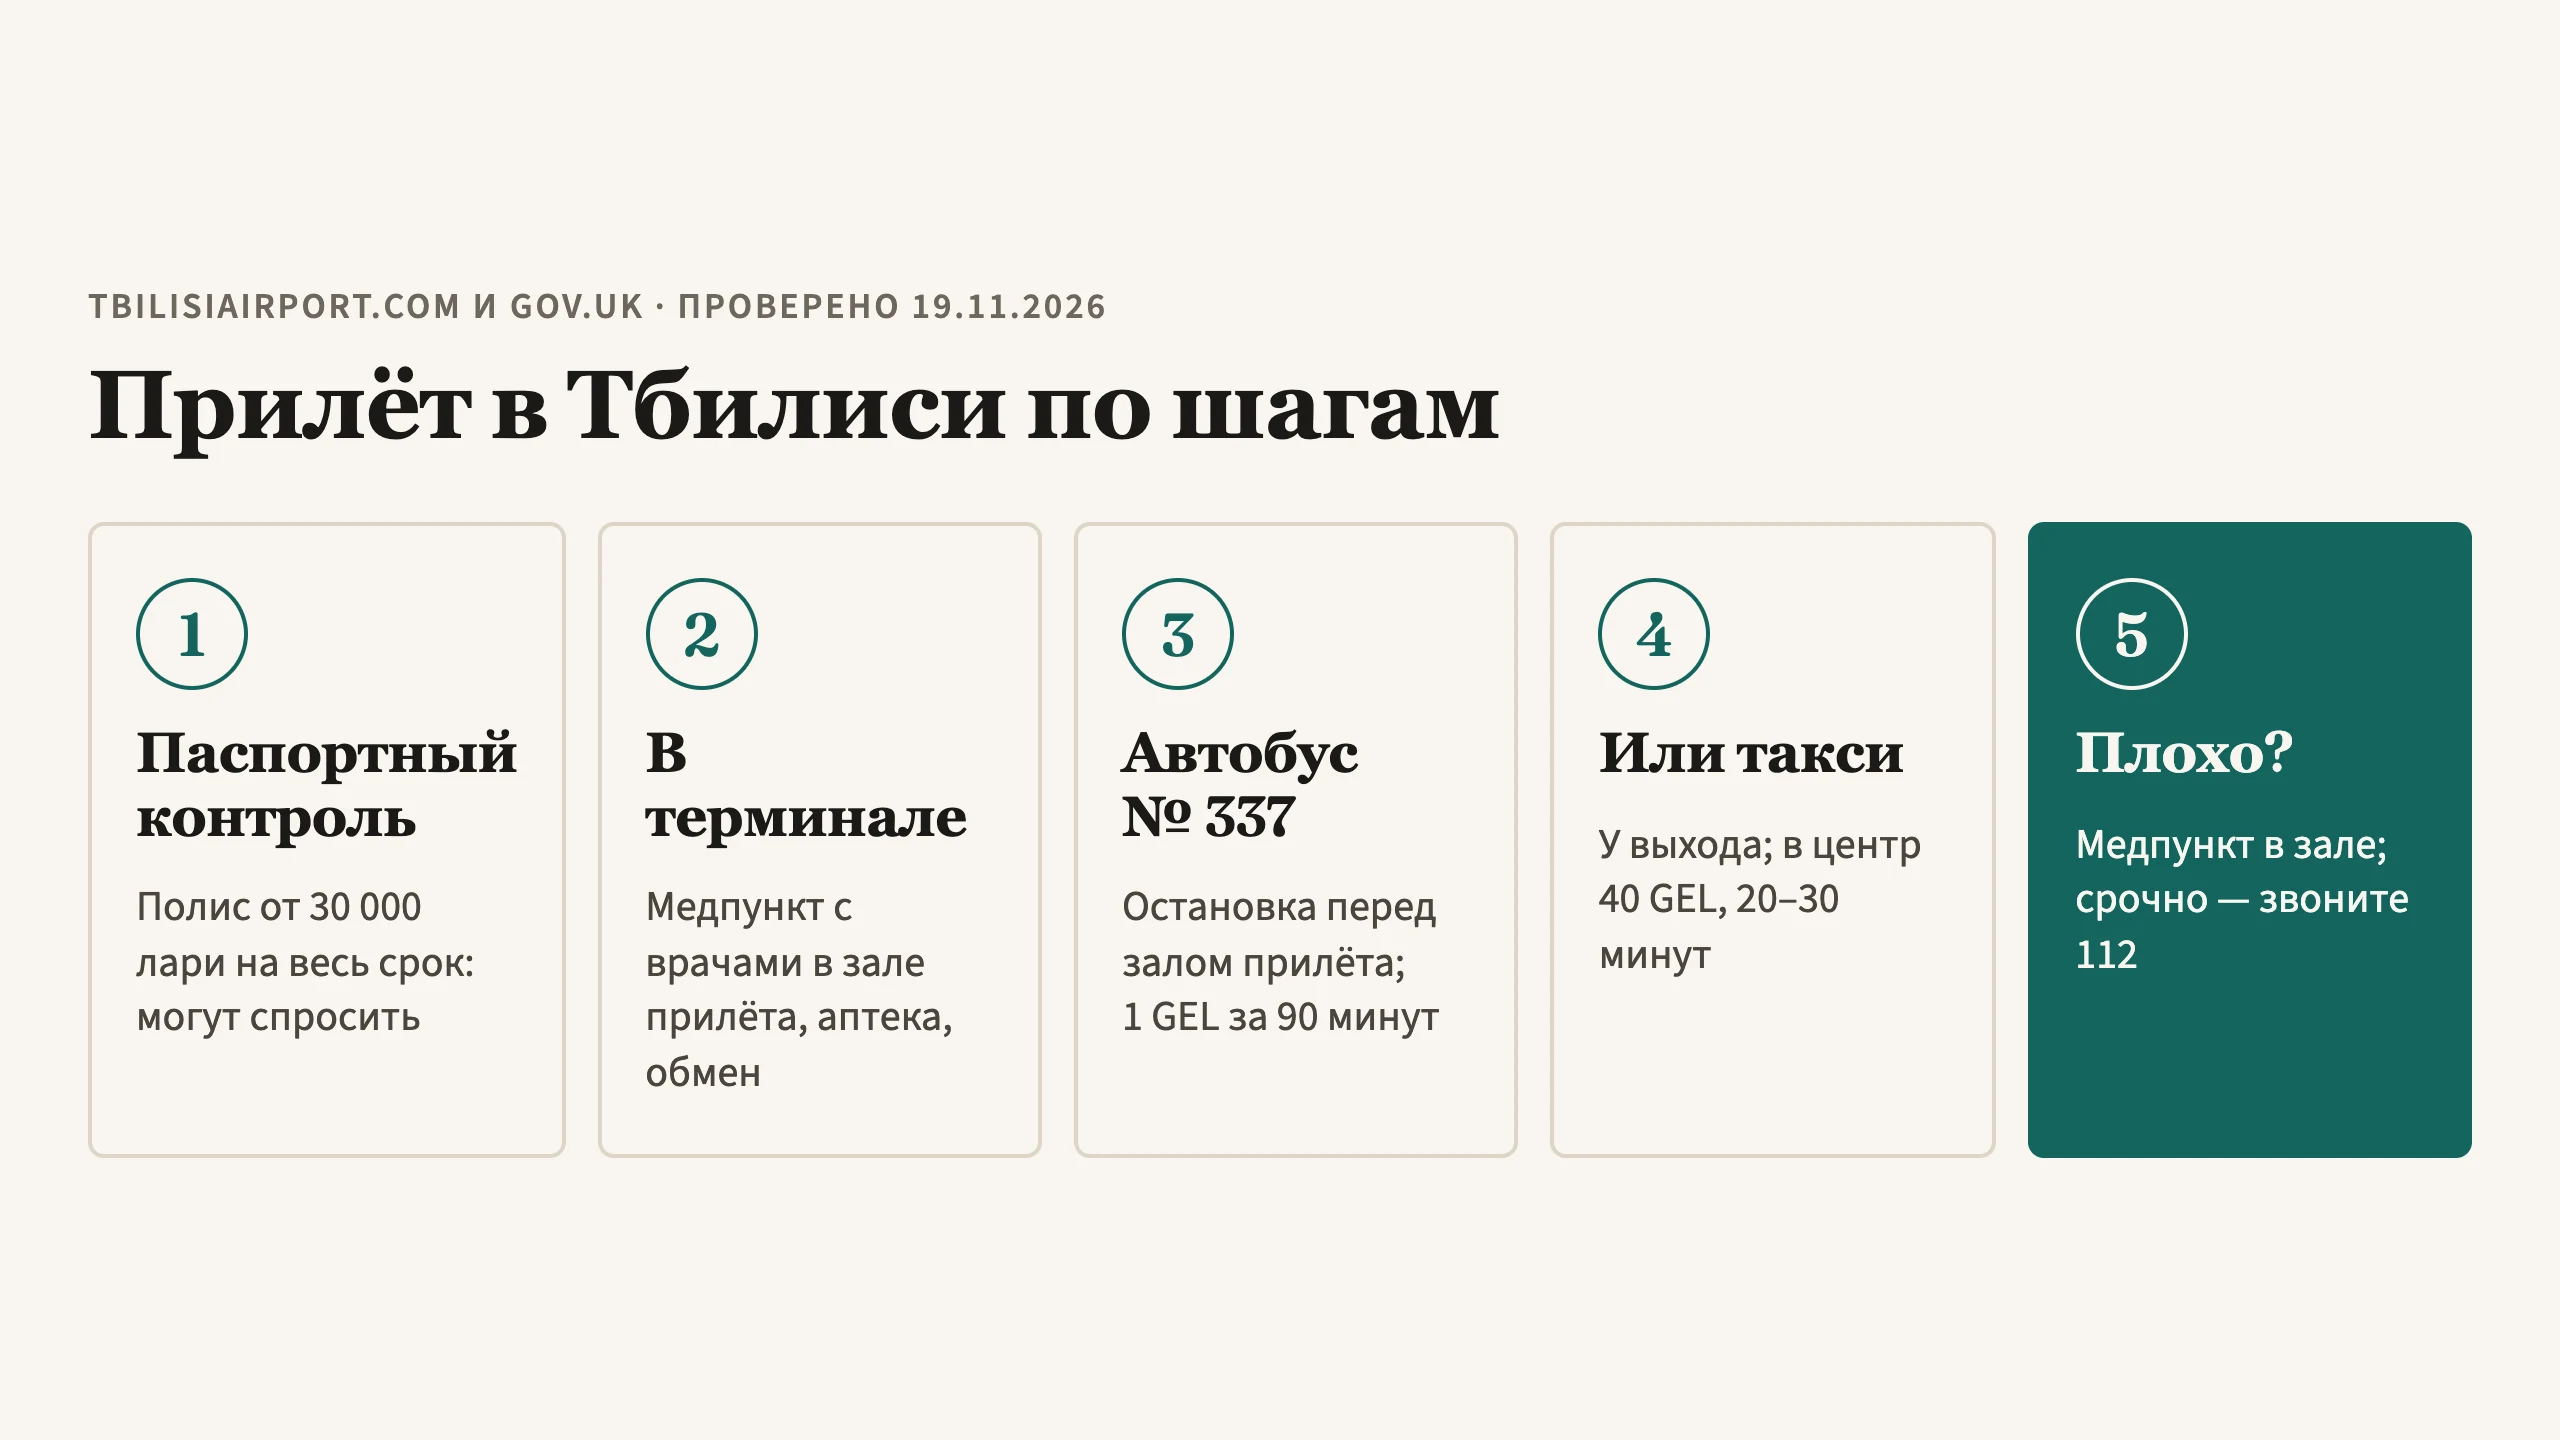 TBILISIAIRPORT.COM И GOV.UK · ПРОВЕРЕНО 19.11.2026
Прилёт в Тбилиси по шагам
1
Паспортный
контроль
Полис от 30 000
лари на весь срок:
могут спросить
2
В
терминале
Медпункт с
врачами в зале
прилёта, аптека,
обмен
3
Автобус
№ 337
Остановка перед
залом прилёта;
1 GEL за 90 минут
4
Или такси
У выхода; в центр
40 GEL, 20–30
минут
5
Плохо?
Медпункт в зале;
срочно — звоните
112